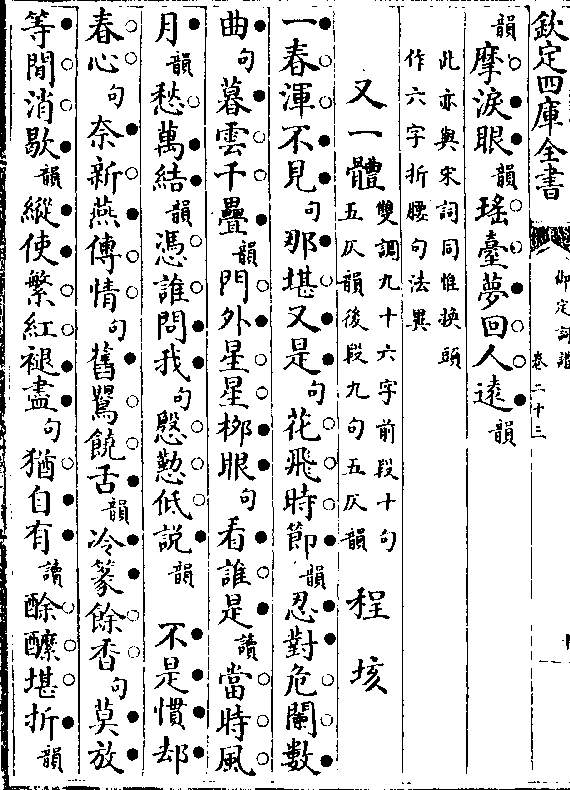 欽定四庫全書
御定詞譜
卷二十三
韻摩淚眼韻瑤臺夢回人遠韻
此亦與宋詞同惟換頭
作六字折腰句法異
又一體 雙調九十六字前段十句
五仄韻後段九句五仄韻 程垓
一春渾不見句那堪又是句花飛時節韻忍對危闌數
曲句暮雲千疊韻門外星星桞眼句看誰是讀當時風
月韻愁萬結韻憑誰問我句慇懃低說韻 不是慣却
春心句奈新燕傳情句舊鶯饒舌韻冷篆餘香句莫放
等閒消歇韻縱使繁紅褪盡句猶自有讀酴醾堪折韻